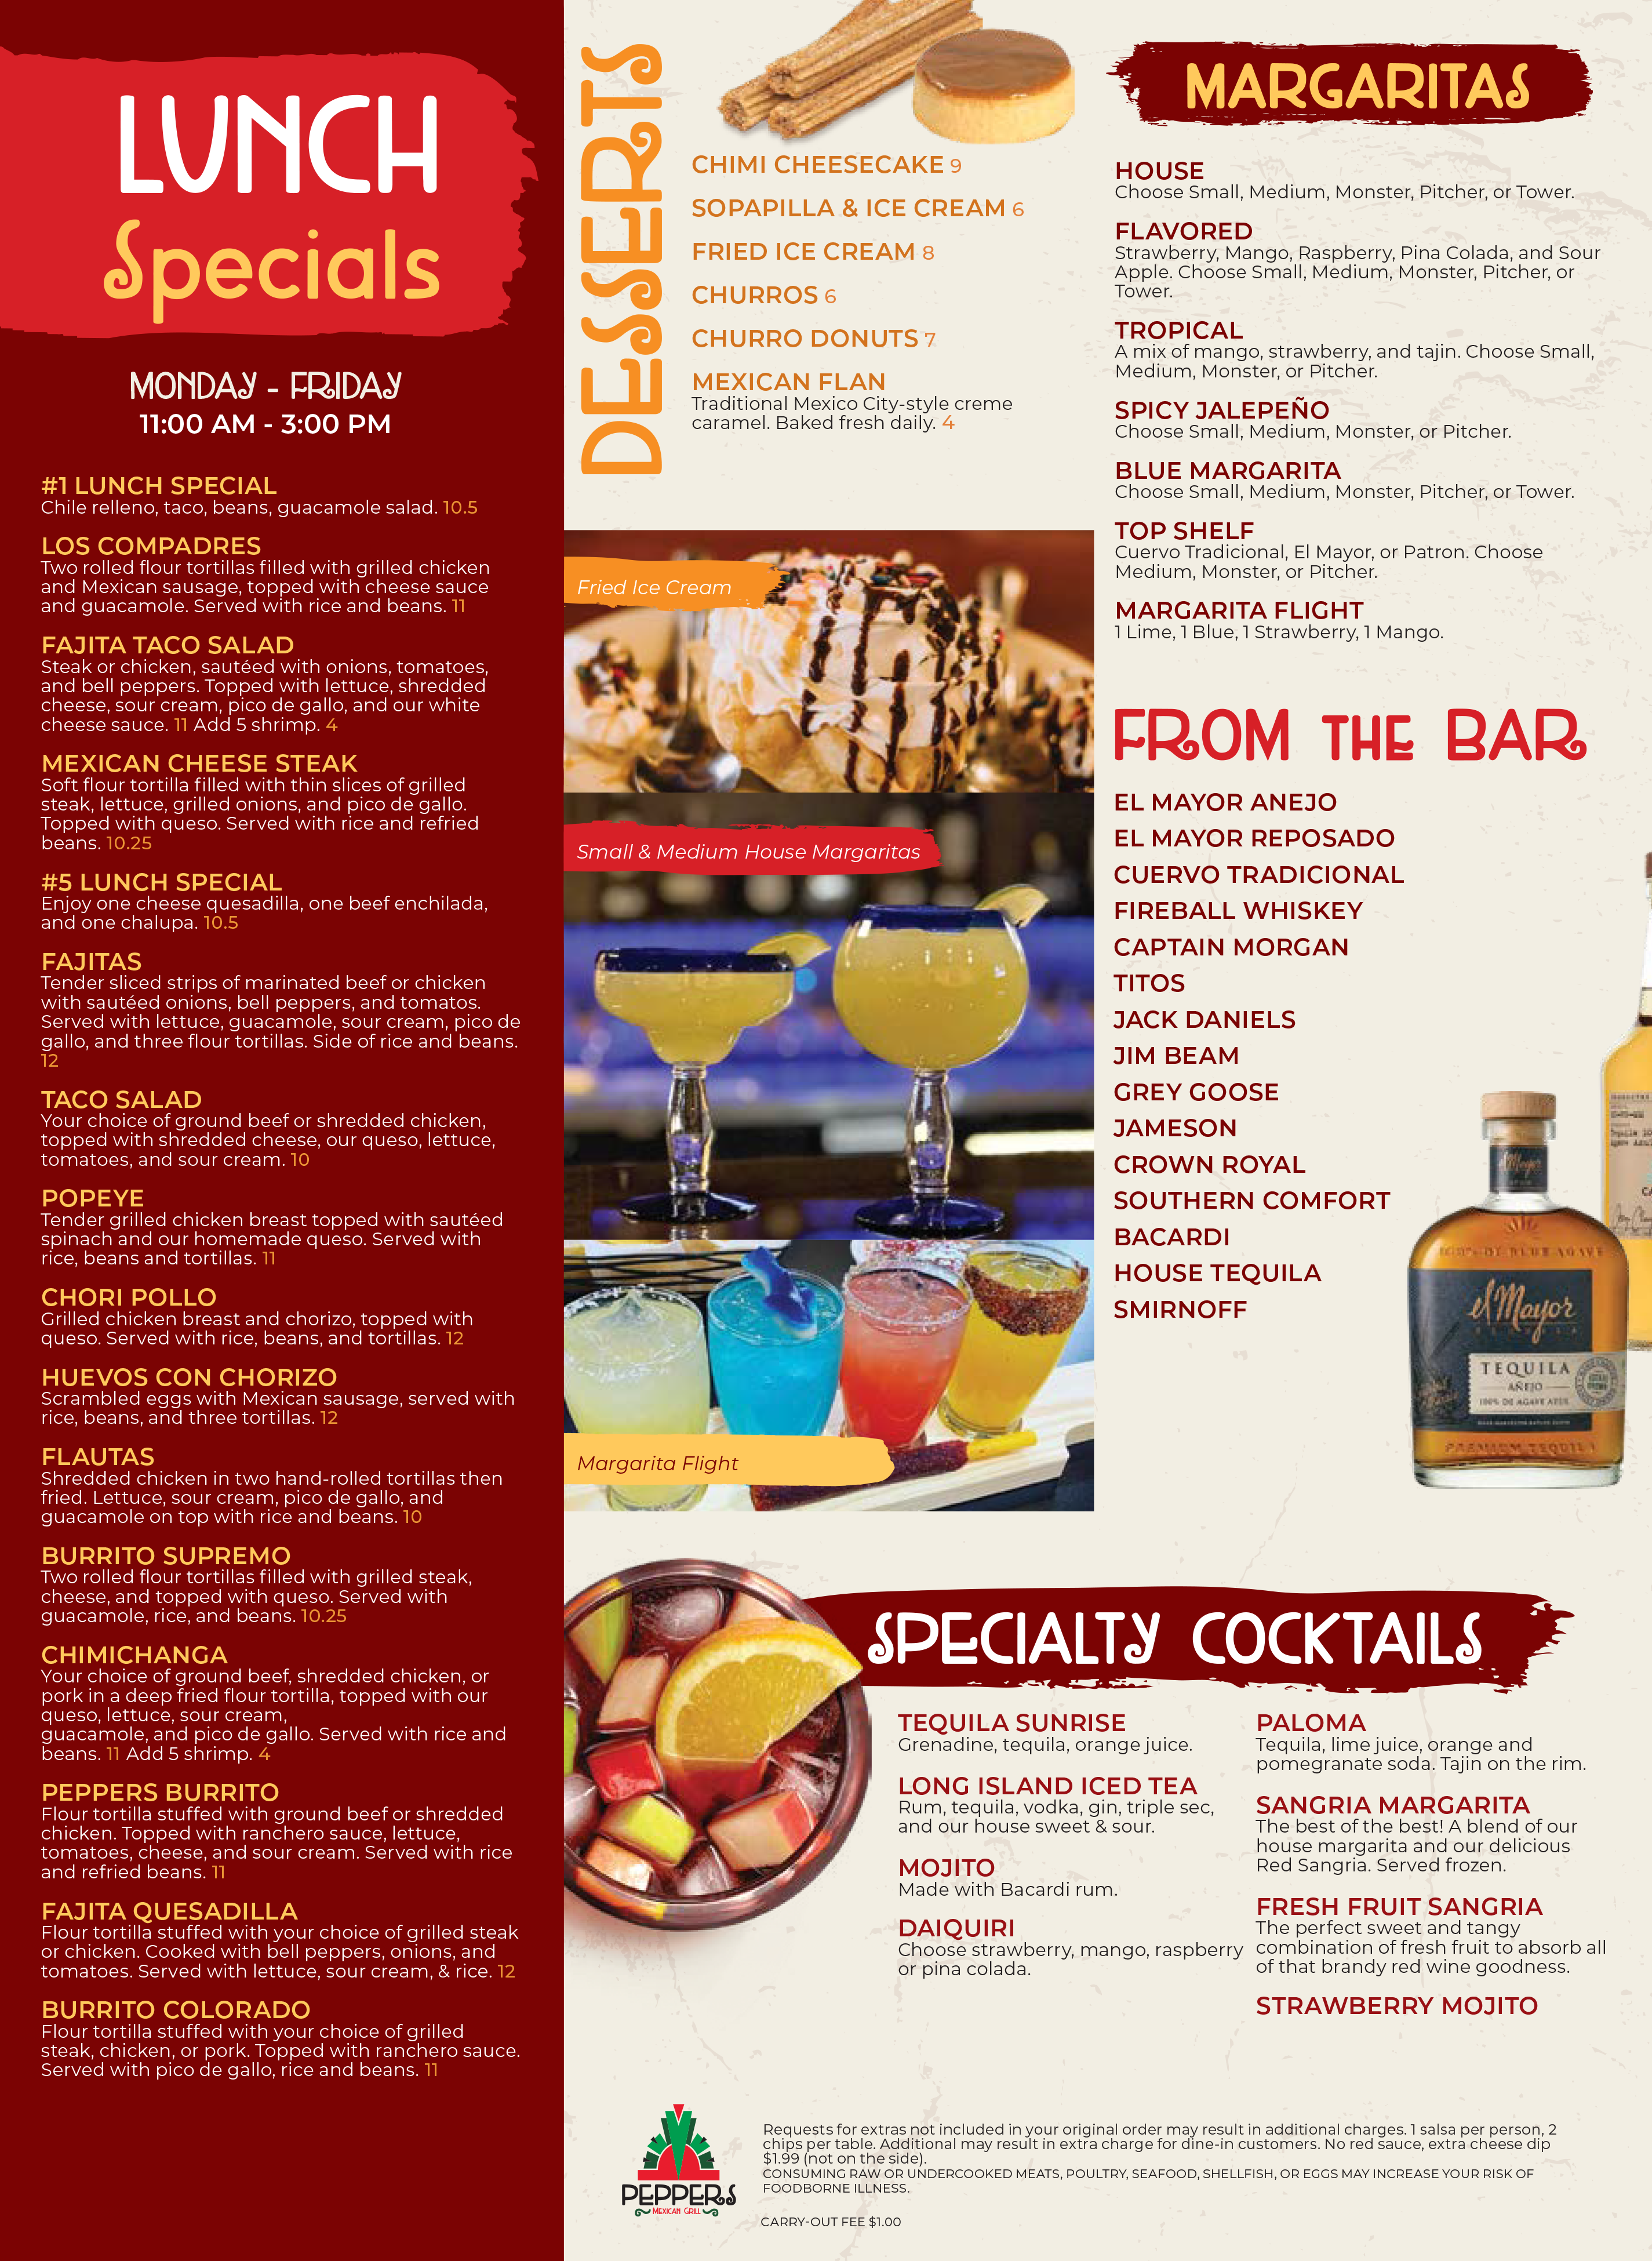 LUNCH
Specials
MONDAY - FRIDAY
11:00 AM - 3:00 PM
#1 LUNCH SPECIAL
Chile relleno, taco, beans, guacamole salad. 10.5
LOS COMPADRES
Two rolled flour tortillas filled with grilled chicken
and Mexican sausage, topped with cheese sauce
and guacamole. Served with rice and beans. 11
FAJITA TACO SALAD
Steak or chicken, sautéed with onions, tomatoes,
and bell peppers. Topped with lettuce, shredded
cheese, sour cream, pico de gallo, and our white
cheese sauce. 11 Add 5 shrimp. 4
MEXICAN CHEESE STEAK
Soft flour tortilla filled with thin slices of grilled
steak, lettuce, grilled onions, and pico de gallo.
Topped with queso. Served with rice and refried
beans. 10.25
#5 LUNCH SPECIAL
Enjoy one cheese quesadilla, one beef enchilada,
and one chalupa. 10.5
FAJITAS
Tender sliced strips of marinated beef or chicken
with sautéed onions, bell peppers, and tomatos.
Served with lettuce, guacamole, sour cream, pico de
gallo, and three flour tortillas. Side of rice and beans.
12
TACO SALAD
Your choice of ground beef or shredded chicken,
topped with shredded cheese, our queso, lettuce,
tomatoes, and sour cream. 10
POPEYE
Tender grilled chicken breast topped with sautéed
spinach and our homemade queso. Served with
rice, beans and tortillas. 11
CHORI POLLO
Grilled chicken breast and chorizo, topped with
queso. Served with rice, beans, and tortillas. 12
HUEVOS CON CHORIZO
Scrambled eggs with Mexican sausage, served with
rice, beans, and three tortillas. 12
FLAUTAS
Shredded chicken in two hand-rolled tortillas then
fried. Lettuce, sour cream, pico de gallo, and
guacamole on top with rice and beans. 10
BURRITO SUPREMO
Two rolled flour tortillas filled with grilled steak,
cheese, and topped with queso. Served with
guacamole, rice, and beans. 10.25
CHIMICHANGA
Your choice of ground beef, shredded chicken, or
pork in a deep fried flour tortilla, topped with our
queso, lettuce, sour cream,
guacamole, and pico de gallo. Served with rice and
beans. 11 Add 5 shrimp. 4
PEPPERS BURRITO
Flour tortilla stuffed with ground beef or shredded
chicken. Topped with ranchero sauce, lettuce,
tomatoes, cheese, and sour cream. Served with rice
and refried beans. 11
FAJITA QUESADILLA
Flour tortilla stuffed with your choice of grilled steak
or chicken. Cooked with bell peppers, onions, and
tomatoes. Served with lettuce, sour cream, & rice. 12
BURRITO COLORADO
Flour tortilla stuffed with your choice of grilled
steak, chicken, or pork. Topped with ranchero sauce.
Served with pico de gallo, rice and beans. 11
DESSERTS
CHIMI CHEESECAKE 9
SOPAPILLA & ICE CREAM 6
FRIED ICE CREAM 8
CHURROS 6
CHURRO DONUTS 7
MEXICAN FLAN
Traditional Mexico City-style creme
caramel. Baked fresh daily. 4
Fried Ice Cream
Small & Medium House Margaritas
Margarita Flight
MARGARITAS
HOUSE
Choose Small, Medium, Monster, Pitcher, or Tower.
FLAVORED
Strawberry, Mango, Raspberry, Pina Colada, and Sour
Apple. Choose Small, Medium, Monster, Pitcher, or
Tower.
TROPICAL
A mix of mango, strawberry, and tajin. Choose Small,
Medium, Monster, or Pitcher.
SPICY JALEPEÑO
Choose Small, Medium, Monster, or Pitcher.
BLUE MARGARITA
Choose Small, Medium, Monster, Pitcher, or Tower.
TOP SHELF
Cuervo Tradicional, El Mayor, or Patron. Choose
Medium, Monster, or Pitcher.
MARGARITA FLIGHT
1 Lime, 1 Blue, 1 Strawberry, 1 Mango.
FROM THE BAR
EL MAYOR ANEJO
EL MAYOR REPOSADO
CUERVO TRADICIONAL
FIREBALL WHISKEY
CAPTAIN MORGAN
TITOS
JACK DANIELS
JIM BEAM
GREY GOOSE
JAMESON
CROWN ROYAL
SOUTHERN COMFORT
BACARDI
HOUSE TEQUILA
SMIRNOFF
el Mayor
TEQUILA
TEQUILA
AÑEJO
100% DE AGAVE AZUL
PREMIUM TEQUILA
SPECIALTY COCKTAILS
TEQUILA SUNRISE
Grenadine, tequila, orange juice.
LONG ISLAND ICED TEA
Rum, tequila, vodka, gin, triple sec,
and our house sweet & sour.
MOJITO
Made with Bacardi rum.
DAIQUIRI
Choose strawberry, mango, raspberry
or pina colada.
PALOMA
Tequila, lime juice, orange and
pomegranate soda. Tajin on the rim.
SANGRIA MARGARITA
The best of the best! A blend of our
house margarita and our delicious
Red Sangria. Served frozen.
FRESH FRUIT SANGRIA
The perfect sweet and tangy
combination of fresh fruit to absorb all
of that brandy red wine goodness.
STRAWBERRY MOJITO
PEPPERS
MEXICAN GRILL
Requests for extras not included in your original order may result in additional charges. 1 salsa per person, 2
chips per table. Additional may result in extra charge for dine-in customers. No red sauce, extra cheese dip
$1.99 (not on the side).
CONSUMING RAW OR UNDERCOOKED MEATS, POULTRY, SEAFOOD, SHELLFISH, OR EGGS MAY INCREASE YOUR RISK OF
FOODBORNE ILLNESS.
CARRY-OUT FEE $1.00